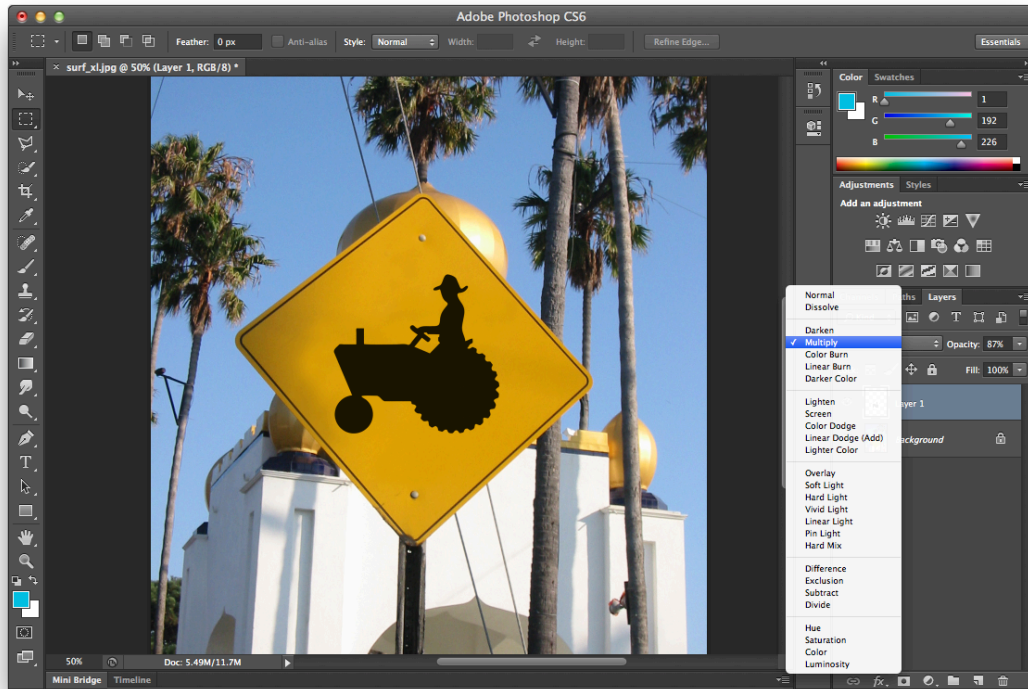 Adobe Photoshop CS6
Feather: 0 px Anti-alias Style: Normal Width: Height: Refine Edge... Essentials
× surf_xl.jpg @ 50% (Layer 1, RGB/8) *
Color Swatches
R 1
G 192
B 226
Adjustments Styles
Add an adjustment
Layers
Opacity: 87%
Fill: 100%
ayer 1
ackground
Normal
Dissolve
Darken
✓ Multiply
Color Burn
Linear Burn
Darker Color
Lighten
Screen
Color Dodge
Linear Dodge (Add)
Lighter Color
Overlay
Soft Light
Hard Light
Vivid Light
Linear Light
Pin Light
Hard Mix
Difference
Exclusion
Subtract
Divide
Hue
Saturation
Color
Luminosity
50% Doc: 5.49M/11.7M
Mini Bridge Timeline
fx